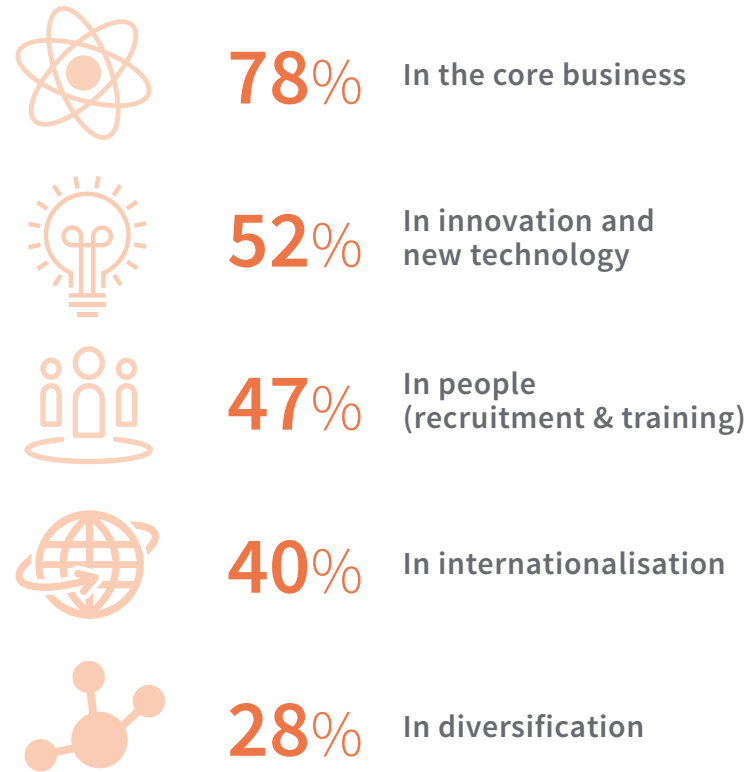 78% In the core business
52% In innovation and
new technology
47% In people
(recruitment & training)
40% In internationalisation
28% In diversification